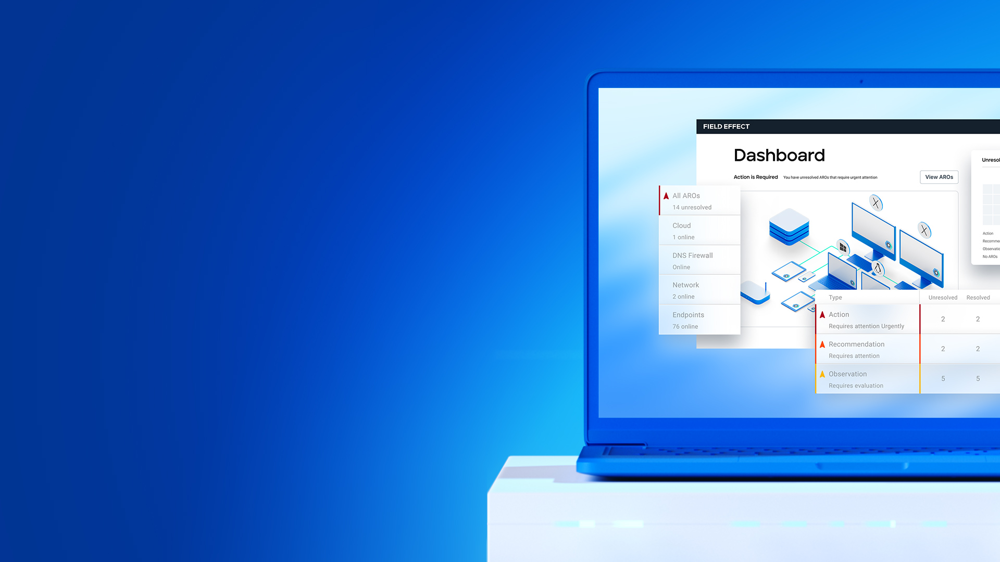 FIELD EFFECT
Dashboard
Action is Required You have unresolved AROs that require urgent attention
View AROs
All AROs
14 unresolved
Cloud
1 online
DNS Firewall
Online
Network
2 online
Endpoints
76 online
Type Unresolved Resolved
Action
Requires attention Urgently
2 2
Recommendation
Requires attention
2 2
Observation
Requires evaluation
5 5
Unresol
Action
Recomme
Observatio
No AROs